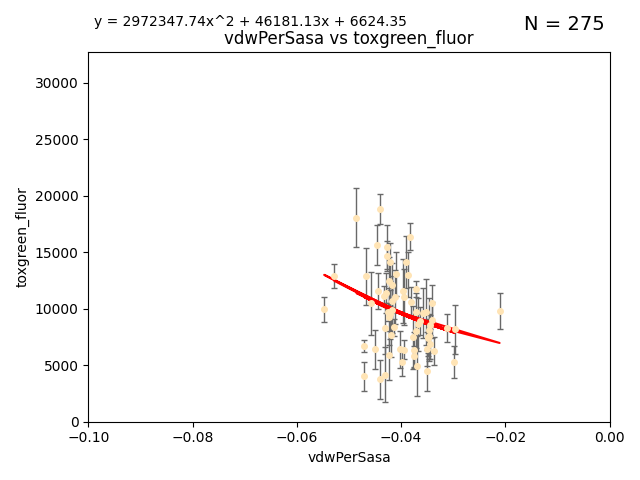 y = 2972347.74x^2 + 46181.13x + 6624.35
N = 275
vdwPerSasa vs toxgreen_fluor
30000
25000
20000
15000
10000
5000
0
toxgreen_fluor
−0.10 −0.08 −0.06 −0.04 −0.02 0.00
vdwPerSasa